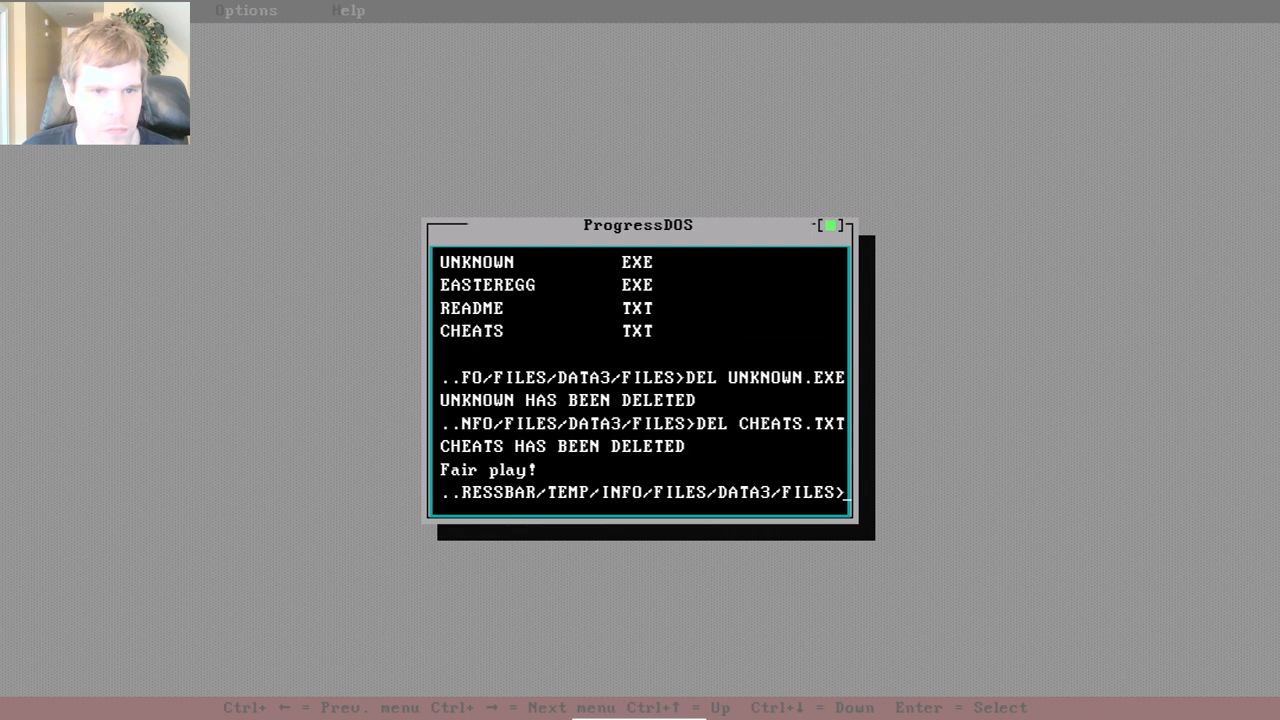 Options Help
ProgressDOS
UNKNOWN EXE
EASTEREGG EXE
README TXT
CHEATS TXT
..FO/FILES/DATA3/FILES>DEL UNKNOWN.EXE
UNKNOWN HAS BEEN DELETED
..NFO/FILES/DATA3/FILES>DEL CHEATS.TXT
CHEATS HAS BEEN DELETED
Fair play!
..RESSBAR/TEMP/INFO/FILES/DATA3/FILES>_
Ctrl+ ← = Prev. menu Ctrl+ → = Next menu Ctrl+↑ = Up Ctrl+↓ = Down Enter = Select